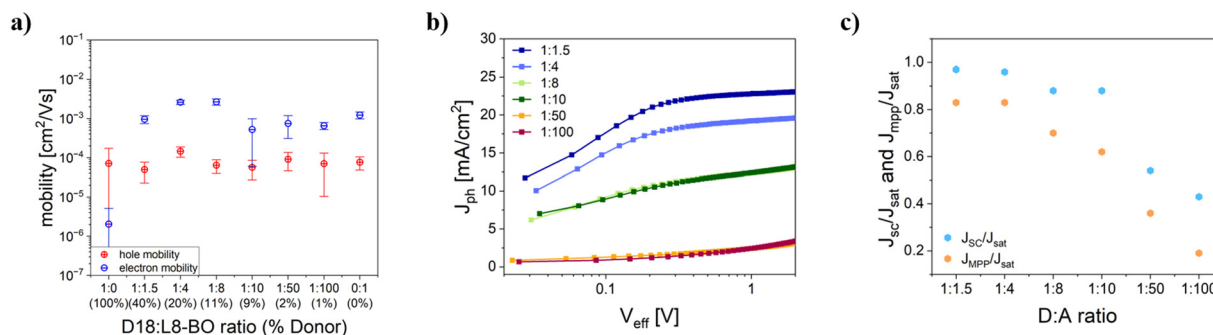 a)
mobility [cm²/Vs]
10⁻¹
10⁻²
10⁻³
10⁻⁴
10⁻⁵
10⁻⁶
10⁻⁷
hole mobility
electron mobility
1:0 1:1.5 1:4 1:8 1:10 1:50 1:100 0:1
(100%) (40%) (20%) (11%) (9%) (2%) (1%) (0%)
D18:L8-BO ratio (% Donor)
b)
J_ph [mA/cm²]
30
25
20
15
10
5
0
1:1.5
1:4
1:8
1:10
1:50
1:100
0.1 1
V_eff [V]
c)
J_sc/J_sat and J_mpp/J_sat
1.0
0.8
0.6
0.4
0.2
J_SC/J_sat
J_MPP/J_sat
1:1.5 1:4 1:8 1:10 1:50 1:100
D:A ratio